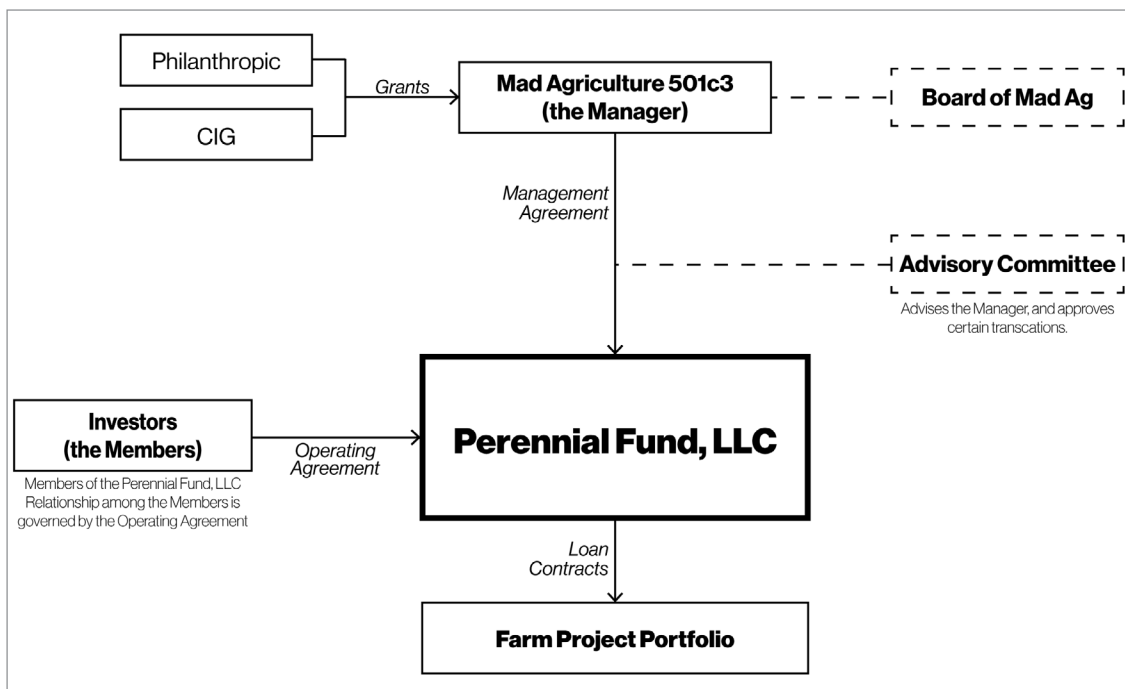 Philanthropic
CIG
Grants
Mad Agriculture 501c3
(the Manager)
Board of Mad Ag
Management
Agreement
Advisory Committee
Advises the Manager, and approves
certain transcations.
Investors
(the Members)
Members of the Perennial Fund, LLC
Relationship among the Members is
governed by the Operating Agreement
Operating
Agreement
Perennial Fund, LLC
Loan
Contracts
Farm Project Portfolio